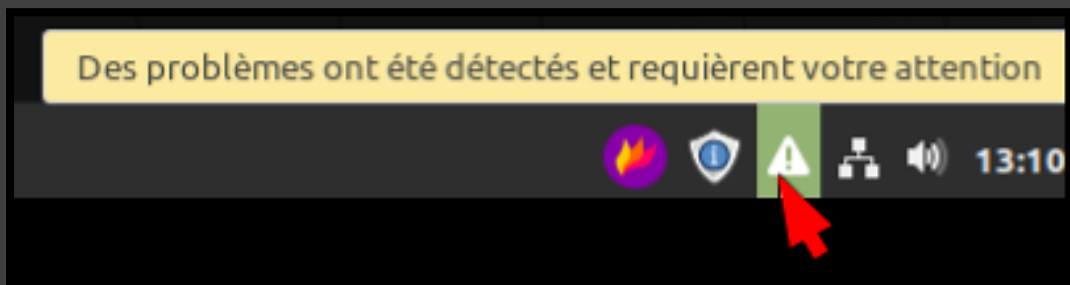 Des problèmes ont été détectés et requièrent votre attention
13:10